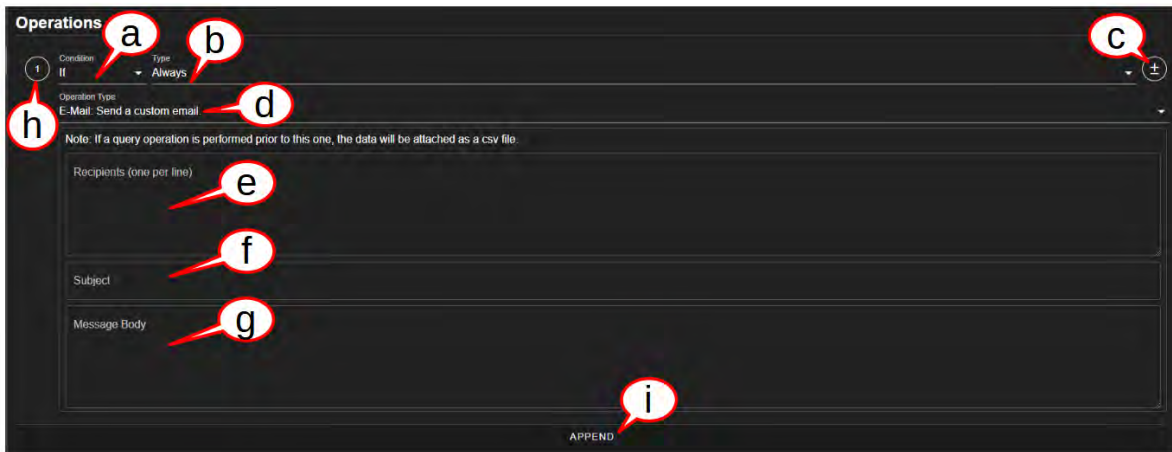 Operations
a
b
c
Condition
Type
1
If
Always
±
Operation Type
h
E-Mail: Send a custom email
d
Note: If a query operation is performed prior to this one, the data will be attached as a csv file.
Recipients (one per line)
e
f
Subject
Message Body
g
i
APPEND